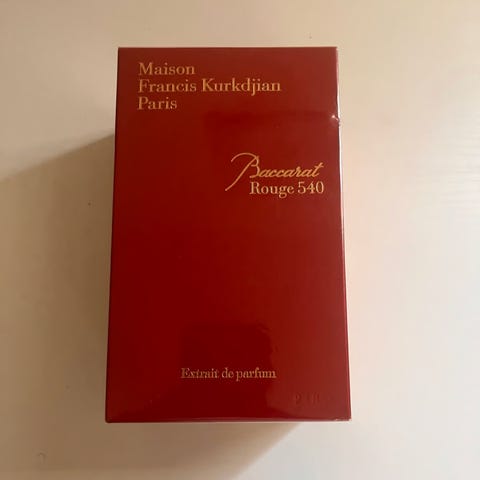 Maison
Francis Kurkdjian
Paris
Baccarat
Rouge 540
Extrait de parfum